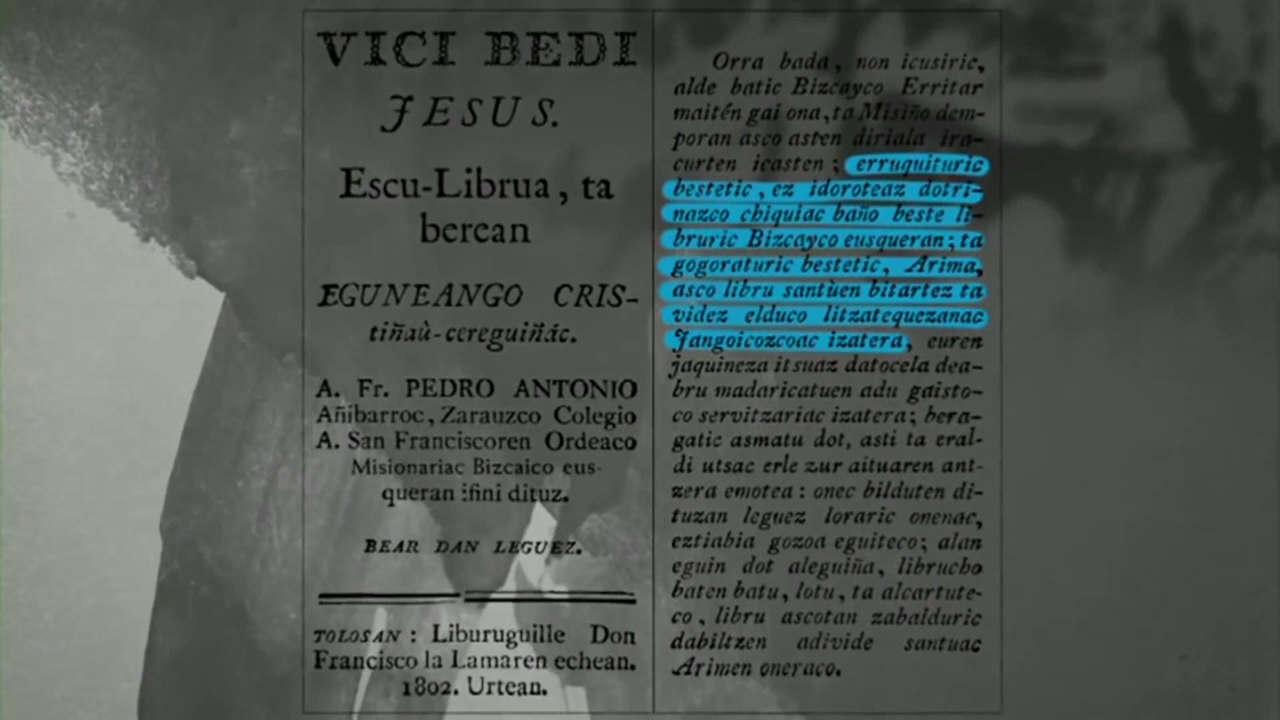 VICI BEDI
JESUS.
Escu-Librua, ta
berean
EGUNEANGO CRIS-
tiñaù-cereguiñác.
A. Fr. PEDRO ANTONIO
Añibarroc, Zarauzco Colegio
A. San Franciscoren Ordeaco
Misionariac Bizcaico eus-
queran ifini dituz.
BEAR DAN LEGUEZ.
TOLOSAN: Liburuguille Don
Francisco la Lamaren echean.
1802. Urtean.
Orra bada, non icusiric,
alde batic Bizcayco Erritar
maitén gai ona, ta Misiño dem-
poran asco asten diriala ira-
curten icasten; erruquituric
bestetic, ez idoroteaz dotri-
nazco chiquiac baño beste li-
bruric Bizcayco eusqueran; ta
gogoraturic bestetic, Arima,
asco libru santùen bitartez ta
videz elduco litzatequezanac
Jangoicozcoac izatera, euren
jaquineza itsuaz datocela dea-
bru madaricatuen adu gaisto-
co servitzariac izatera; bera-
gatic asmatu dot, asti ta eral-
di utsac erle zur aituaren ant-
zera emotea: onec bilduten di-
tuzan leguez loraric onenac,
eztiabia gozoa eguiteco; alan
eguin dot aleguiña, librucho
baten batu, lotu, ta alcartute-
co, libru ascotan zabalduric
dabiltzen adivide santuac
Arimen oneraco.